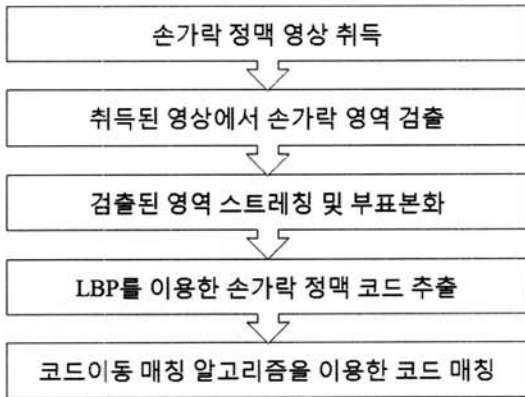 손가락 정맥 영상 취득
취득된 영상에서 손가락 영역 검출
검출된 영역 스트레칭 및 부표본화
LBP를 이용한 손가락 정맥 코드 추출
코드이동 매칭 알고리즘을 이용한 코드 매칭